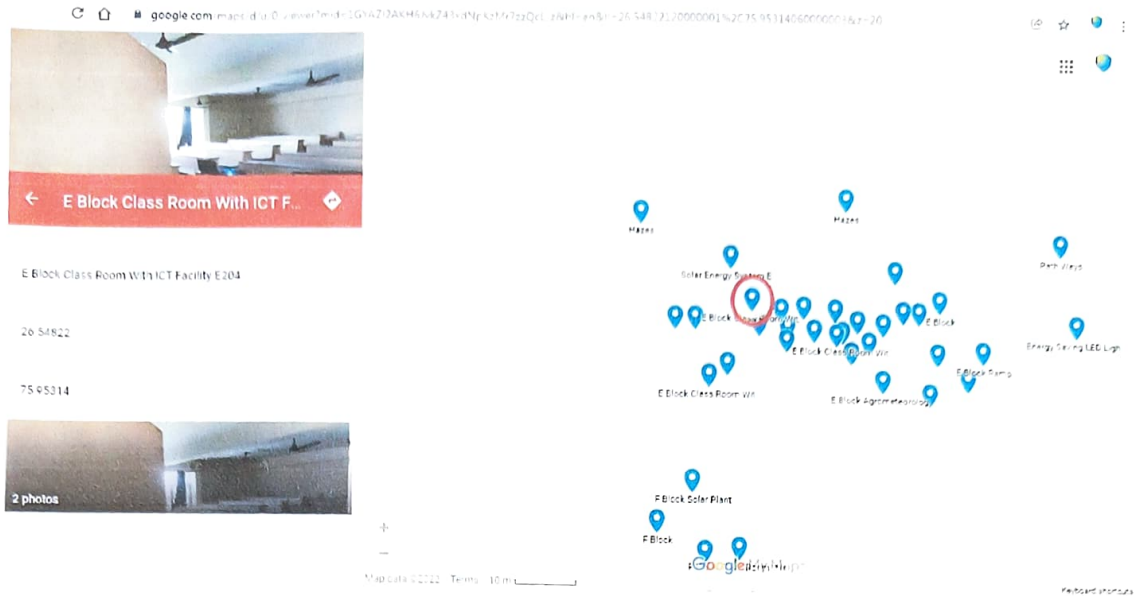 google.com
E Block Class Room With ICT F...
E Block Class Room With ICT Facility E204
26.54822
75.95314
2 photos
Mazes
Mazes
Solar Energy System E
Path Ways
E Block
E Block
Energy Saving LED Ligh
E Block Class Room Wit
E Block Ramp
E Block Class Room Wit
E Block Agrometeorology
F Block Solar Plant
F Block
Google
Map data ©2022 Terms 10 m
Keyboard shortcuts